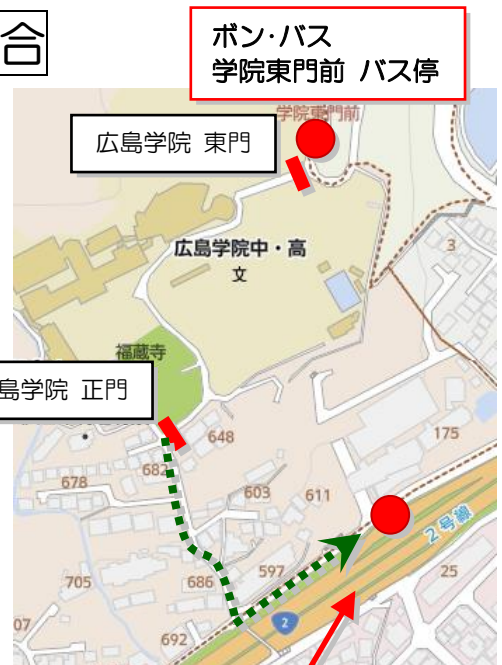 合
ボン・バス
学院東門前 バス停
学院東門前
広島学院 東門
広島学院中・高
文
3
福蔵寺
島学院 正門
648
175
682
678
603
611
2号線
705
686
597
25
07
2
692